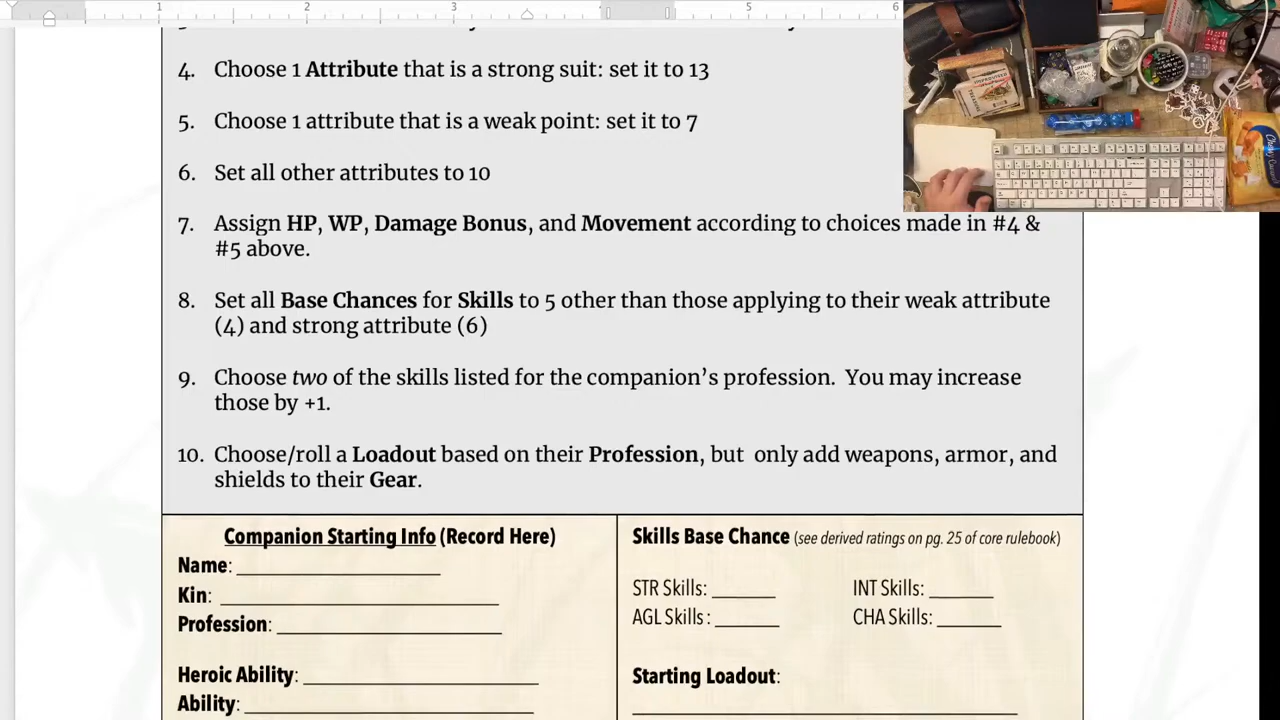 1 2 3 5 6
4. Choose 1 Attribute that is a strong suit: set it to 13
5. Choose 1 attribute that is a weak point: set it to 7
6. Set all other attributes to 10
7. Assign HP, WP, Damage Bonus, and Movement according to choices made in #4 &
#5 above.
8. Set all Base Chances for Skills to 5 other than those applying to their weak attribute
(4) and strong attribute (6)
9. Choose two of the skills listed for the companion’s profession. You may increase
those by +1.
10. Choose/roll a Loadout based on their Profession, but only add weapons, armor, and
shields to their Gear.
Companion Starting Info (Record Here)
Name:
Kin:
Profession:
Heroic Ability:
Ability:
Skills Base Chance (see derived ratings on pg. 25 of core rulebook)
STR Skills: INT Skills:
AGL Skills : CHA Skills:
Starting Loadout: